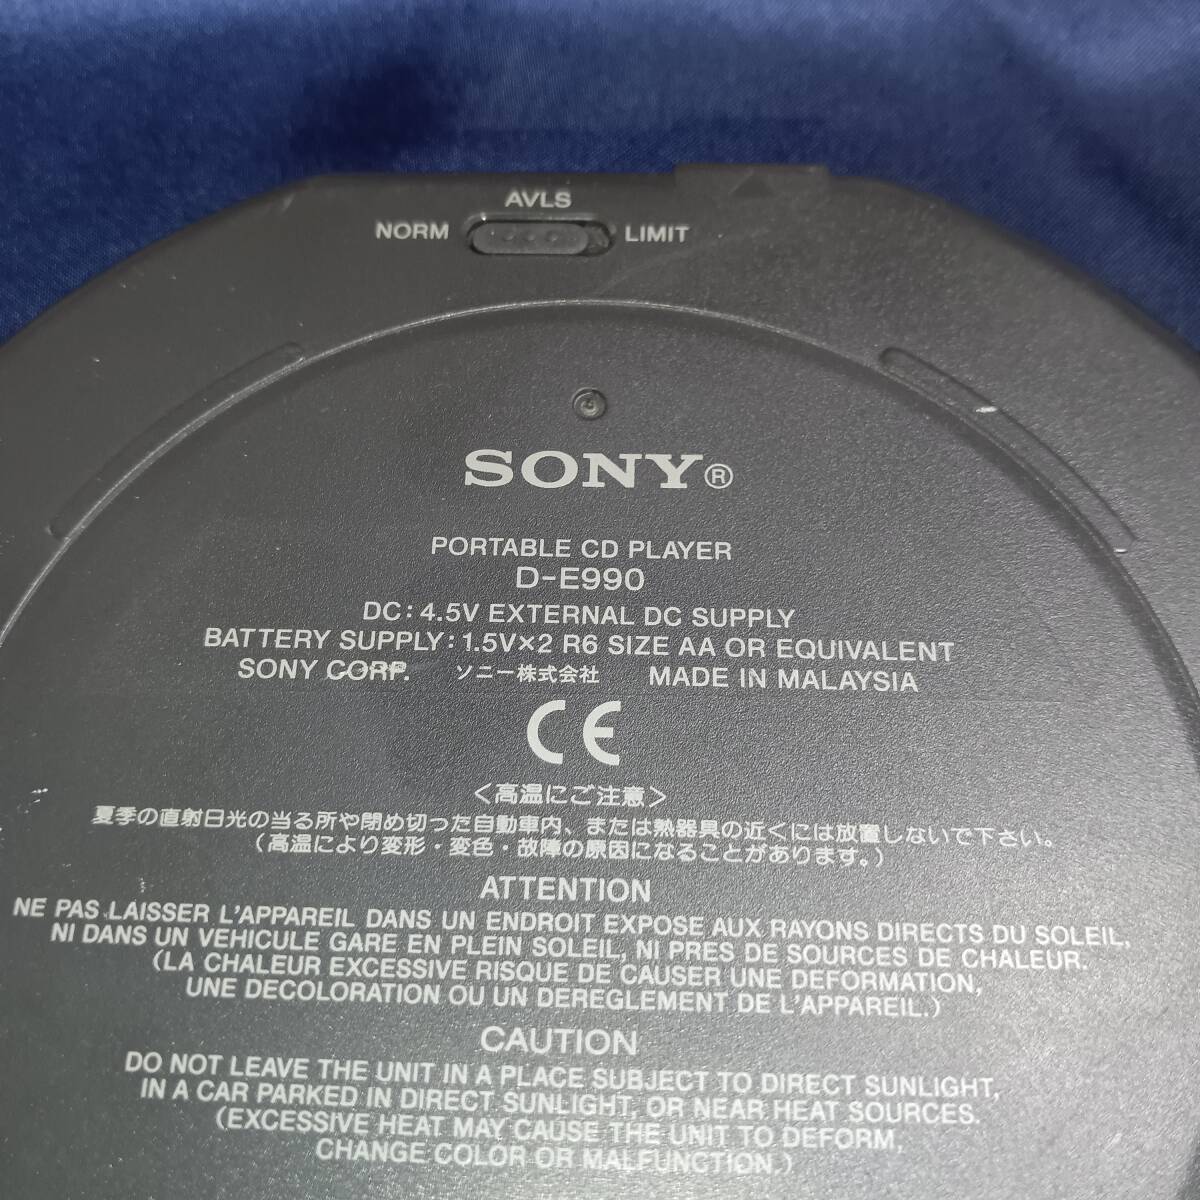 AVLS
NORM LIMIT
SONY®
PORTABLE CD PLAYER
D-E990
DC: 4.5V EXTERNAL DC SUPPLY
BATTERY SUPPLY: 1.5V×2 R6 SIZE AA OR EQUIVALENT
SONY CORP. ソニー株式会社 MADE IN MALAYSIA
CE
<高温にご注意>
夏季の直射日光の当る所や閉め切った自動車内、または熱器具の近くには放置しないで下さい。
(高温により変形・変色・故障の原因になることがあります。)
ATTENTION
NE PAS LAISSER L'APPAREIL DANS UN ENDROIT EXPOSE AUX RAYONS DIRECTS DU SOLEIL,
NI DANS UN VEHICULE GARE EN PLEIN SOLEIL, NI PRES DE SOURCES DE CHALEUR.
(LA CHALEUR EXCESSIVE RISQUE DE CAUSER UNE DEFORMATION,
UNE DECOLORATION OU UN DEREGLEMENT DE L'APPAREIL.)
CAUTION
DO NOT LEAVE THE UNIT IN A PLACE SUBJECT TO DIRECT SUNLIGHT,
IN A CAR PARKED IN DIRECT SUNLIGHT, OR NEAR HEAT SOURCES.
(EXCESSIVE HEAT MAY CAUSE THE UNIT TO DEFORM,
CHANGE COLOR OR MALFUNCTION.)